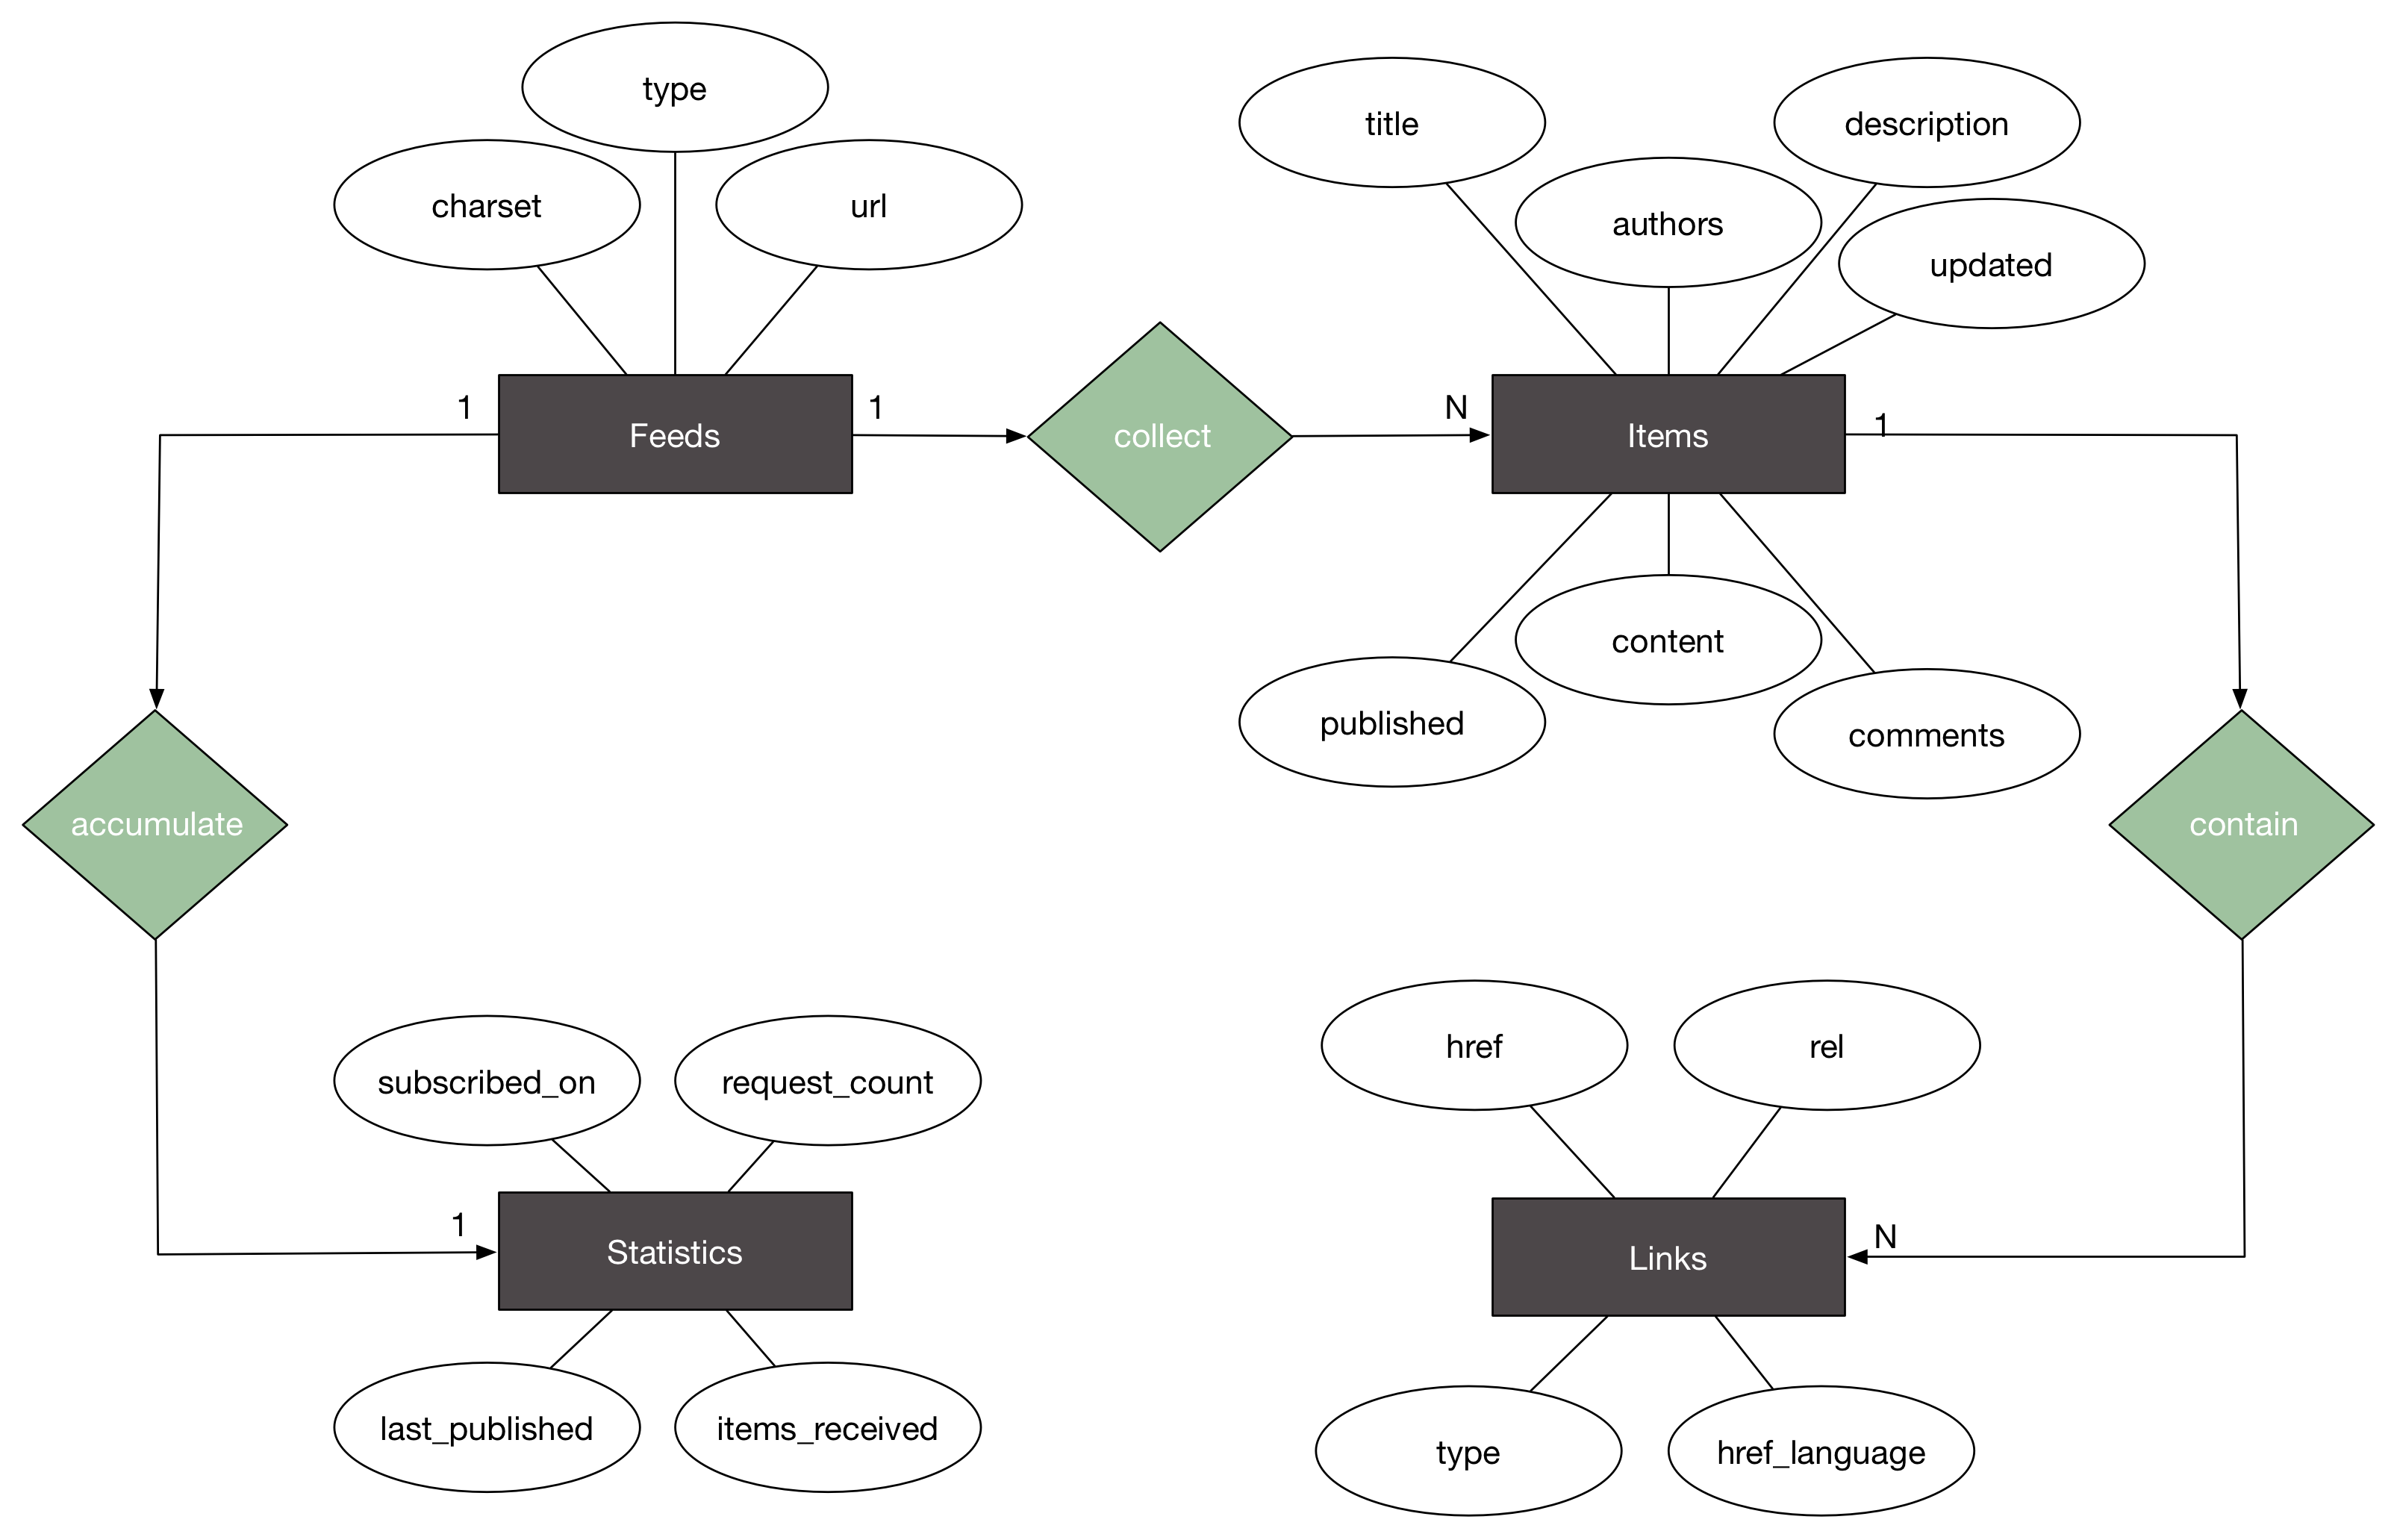 type
charset
url
title
description
authors
updated
1
Feeds
1
collect
N
Items
1
content
published
comments
accumulate
contain
subscribed_on
request_count
href
rel
1
Statistics
Links
N
last_published
items_received
type
href_language